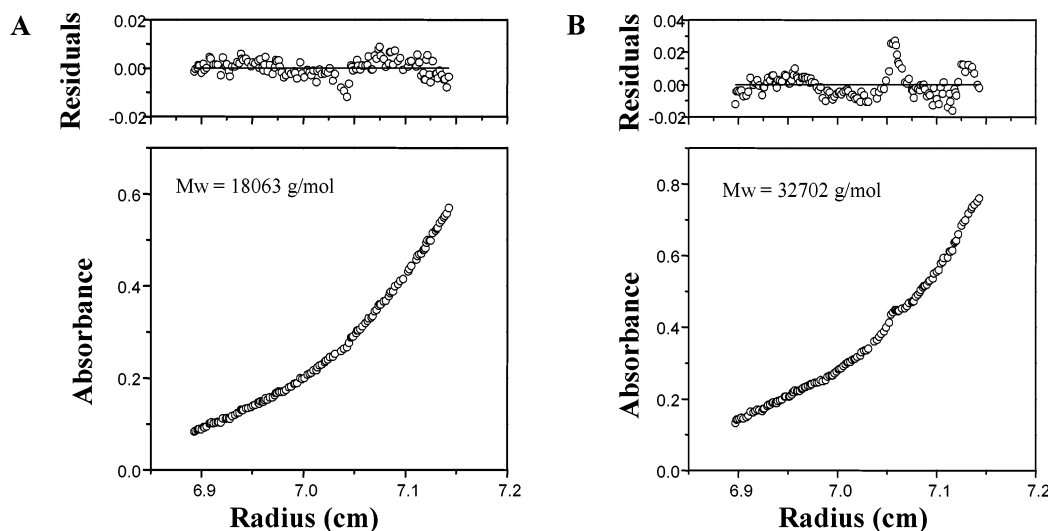 A
Residuals
0.02
0.00
-0.02
Mw = 18063 g/mol
Absorbance
0.6
0.4
0.2
0.0
6.9 7.0 7.1 7.2
Radius (cm)
B
Residuals
0.04
0.02
0.00
-0.02
Mw = 32702 g/mol
Absorbance
0.8
0.6
0.4
0.2
0.0
6.9 7.0 7.1 7.2
Radius (cm)